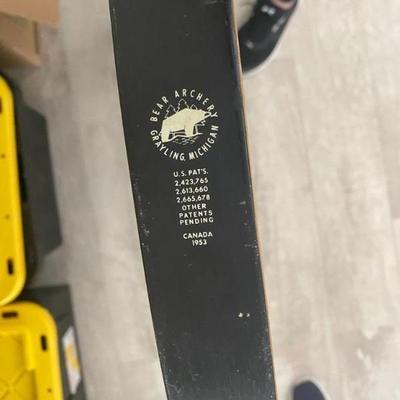 BEAR ARCHERY
GRAYLING, MICHIGAN
U.S. PAT'S.
2,423,765
2,613,660
2,665,678
OTHER
PATENTS
PENDING
CANADA
1953